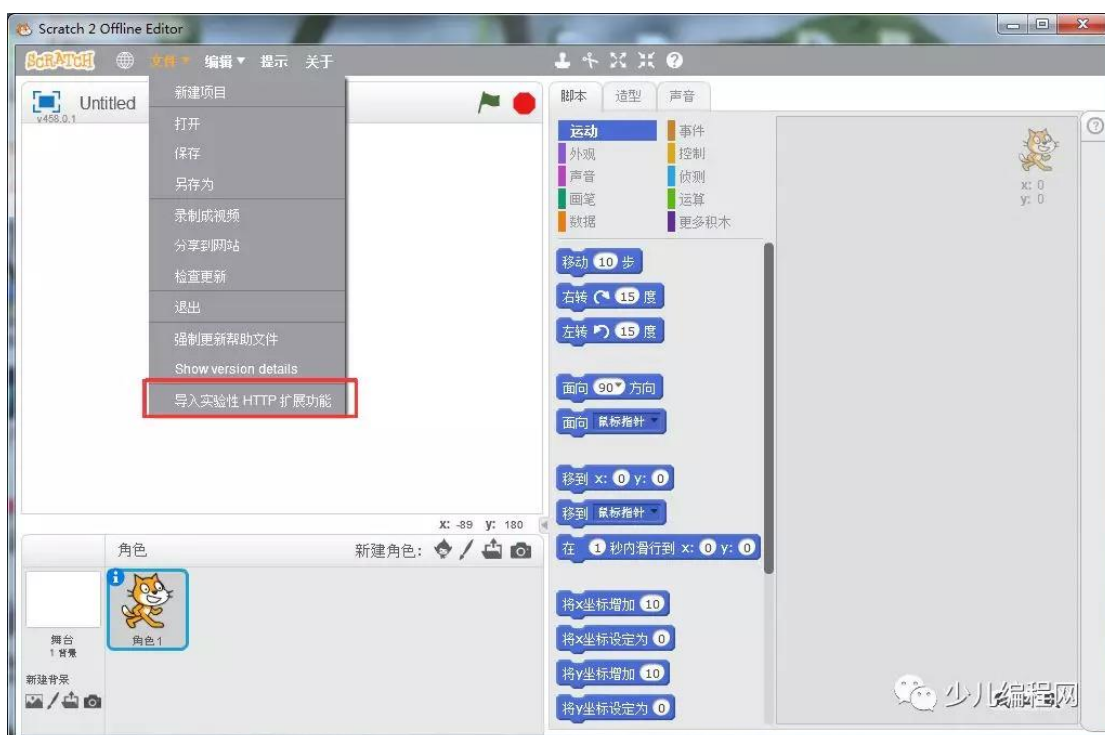 Scratch 2 Offline Editor
SCRATCH 文件▼ 编辑▼ 提示 关于
新建项目
打开
保存
另存为
录制成视频
分享到网站
检查更新
退出
强制更新帮助文件
Show version details
导入实验性 HTTP 扩展功能
Untitled
v458.0.1
X: -89 Y: 180
角色
新建角色:
舞台
1 背景
新建背景
角色1
脚本 造型 声音
运动 事件
外观 控制
声音 侦测
画笔 运算
数据 更多积木
移动 10 步
右转 15 度
左转 15 度
面向 90▼ 方向
面向 鼠标指针
移到 x: 0 y: 0
移到 鼠标指针
在 1 秒内滑行到 x: 0 y: 0
将x坐标增加 10
将x坐标设定为 0
将y坐标增加 10
将y坐标设定为 0
x: 0
y: 0
少儿编程网